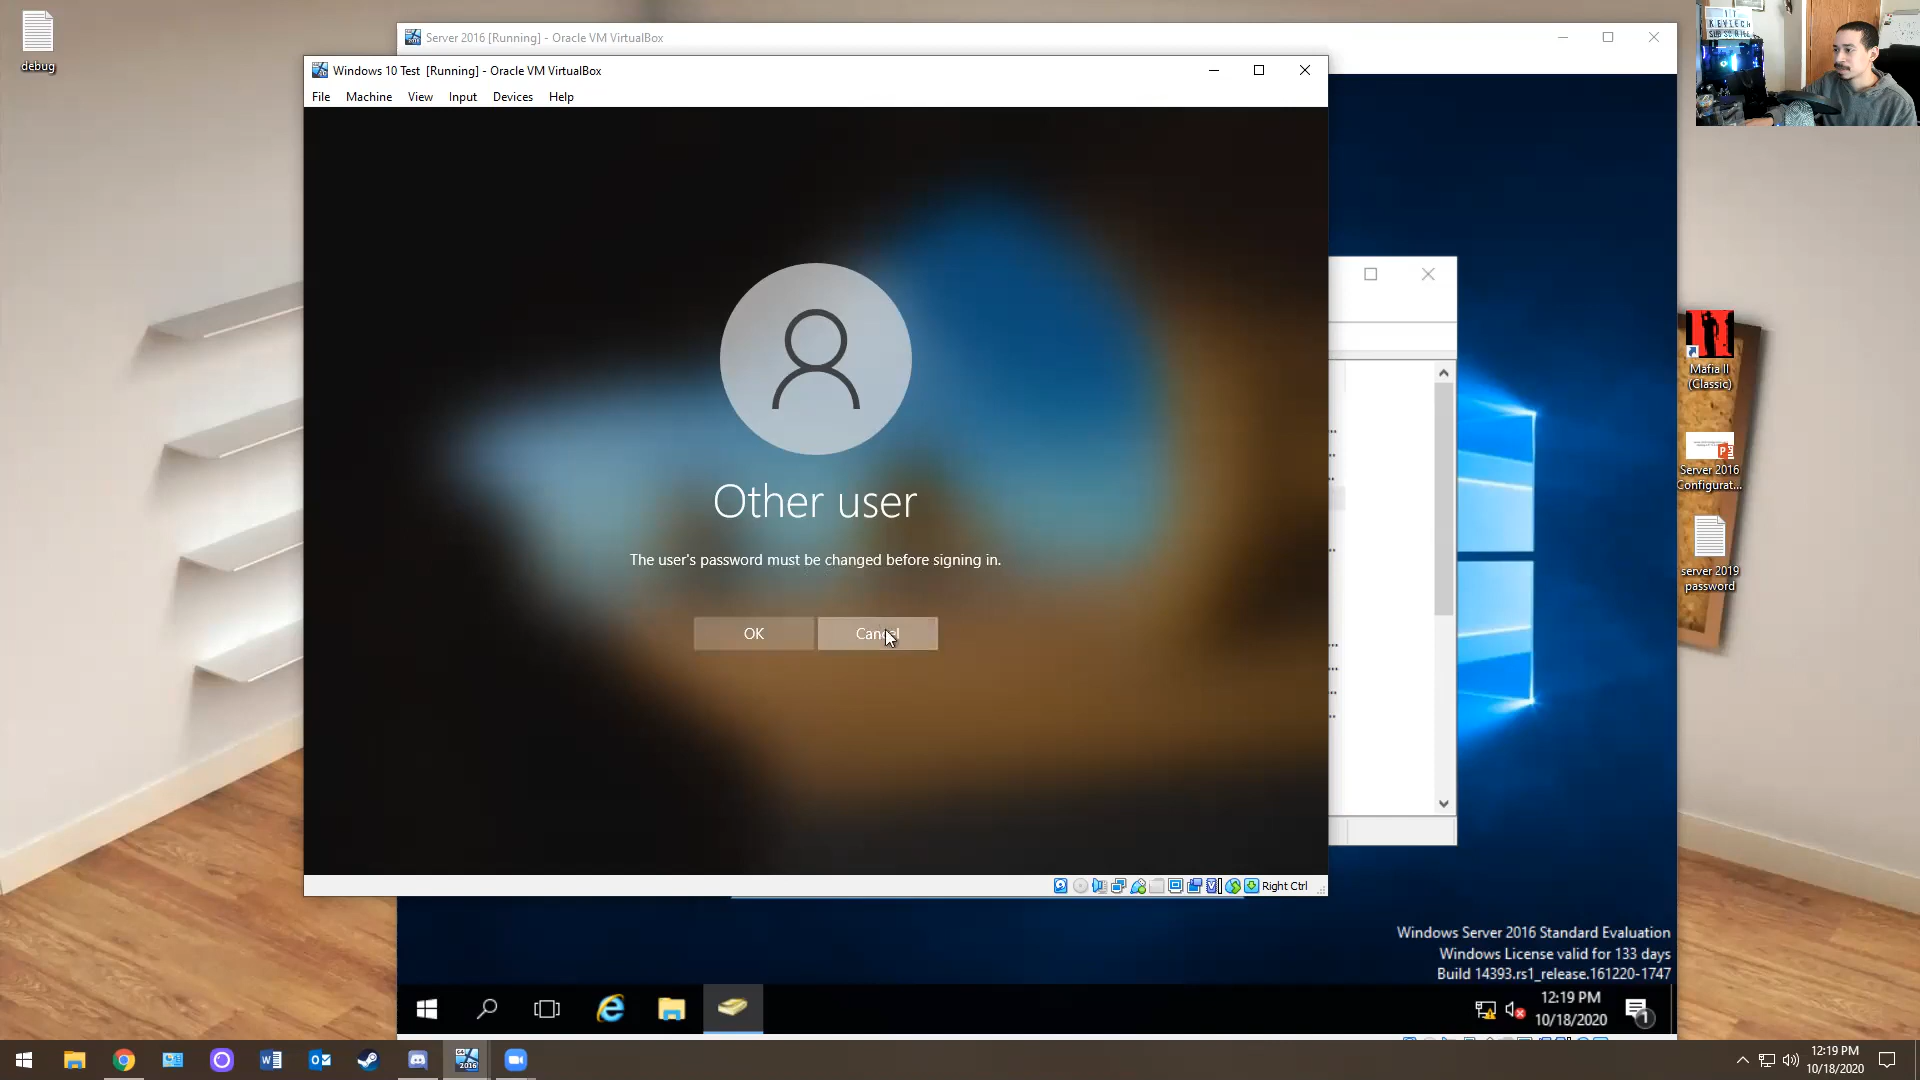 debug
Server 2016 [Running] - Oracle VM VirtualBox
Windows 10 Test [Running] - Oracle VM VirtualBox
File Machine View Input Devices Help
Other user
The user's password must be changed before signing in.
OK
Cancel
Right Ctrl
Mafia II
(Classic)
Server 2016
Configurat...
server 2019
password
Windows Server 2016 Standard Evaluation
Windows License valid for 133 days
Build 14393.rs1_release.161220-1747
12:19 PM
10/18/2020
1
12:19 PM
10/18/2020